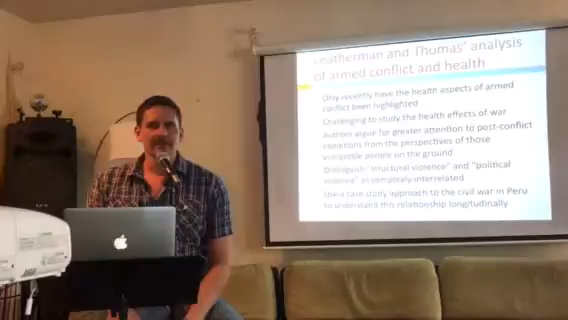 Leatherman and Thomas' analysis
of armed conflict and health
Only recently have the health aspects of armed
conflict been highlighted
Challenging to study the health effects of war
Authors argue for greater attention to post-conflict
situations from the perspectives of those
vulnerable people on the ground
Distinguish "structural violence" and "political
violence" as complexly interrelated
Use a case study approach to the civil war in Peru
to understand this relationship longitudinally